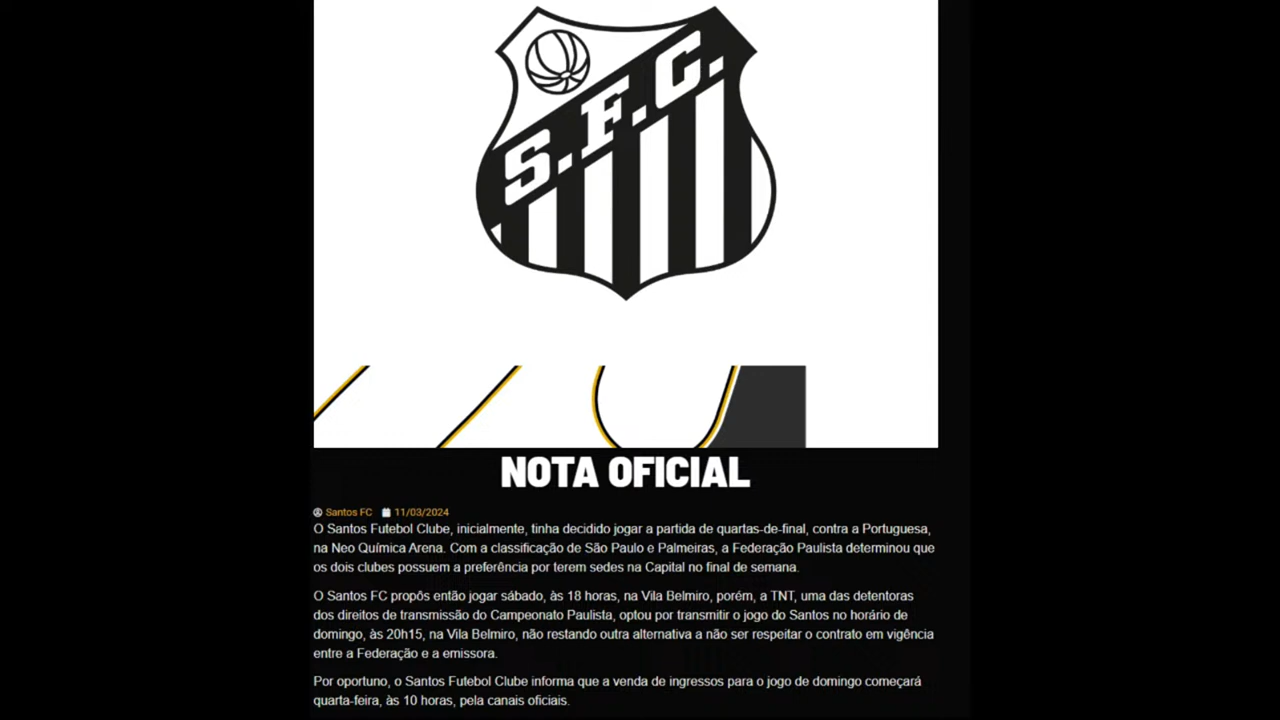 S.F.C.
NOTA OFICIAL
Santos FC 11/03/2024
O Santos Futebol Clube, inicialmente, tinha decidido jogar a partida de quartas-de-final, contra a Portuguesa,
na Neo Química Arena. Com a classificação de São Paulo e Palmeiras, a Federação Paulista determinou que
os dois clubes possuem a preferência por terem sedes na Capital no final de semana.
O Santos FC propôs então jogar sábado, às 18 horas, na Vila Belmiro, porém, a TNT, uma das detentoras
dos direitos de transmissão do Campeonato Paulista, optou por transmitir o jogo do Santos no horário de
domingo, às 20h15, na Vila Belmiro, não restando outra alternativa a não ser respeitar o contrato em vigência
entre a Federação e a emissora.
Por oportuno, o Santos Futebol Clube informa que a venda de ingressos para o jogo de domingo começará
quarta-feira, às 10 horas, pela canais oficiais.